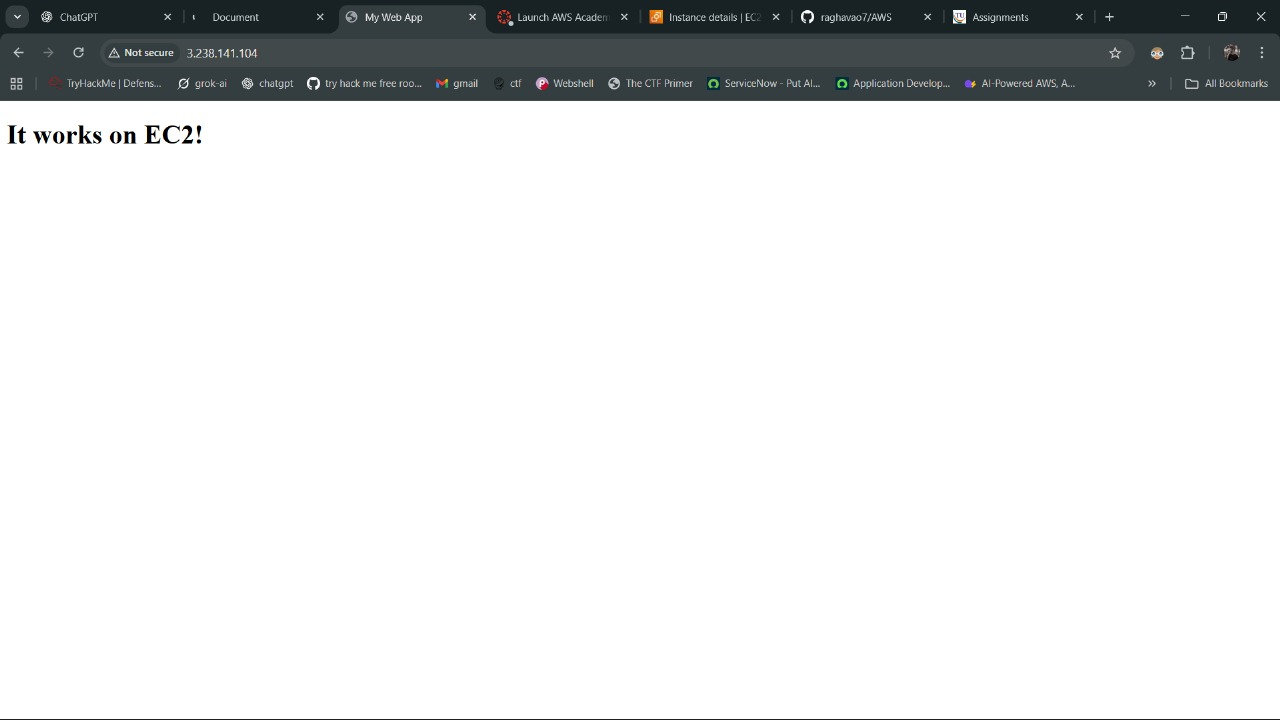 ChatGPT
Document
My Web App
Launch AWS Academ
Instance details | EC2
raghavao7/AWS
Assignments
Not secure
3.238.141.104
TryHackMe | Defens...
grok-ai
chatgpt
try hack me free roo...
gmail
ctf
Webshell
The CTF Primer
ServiceNow - Put AI...
Application Develop...
AI-Powered AWS, A...
»
All Bookmarks
It works on EC2!